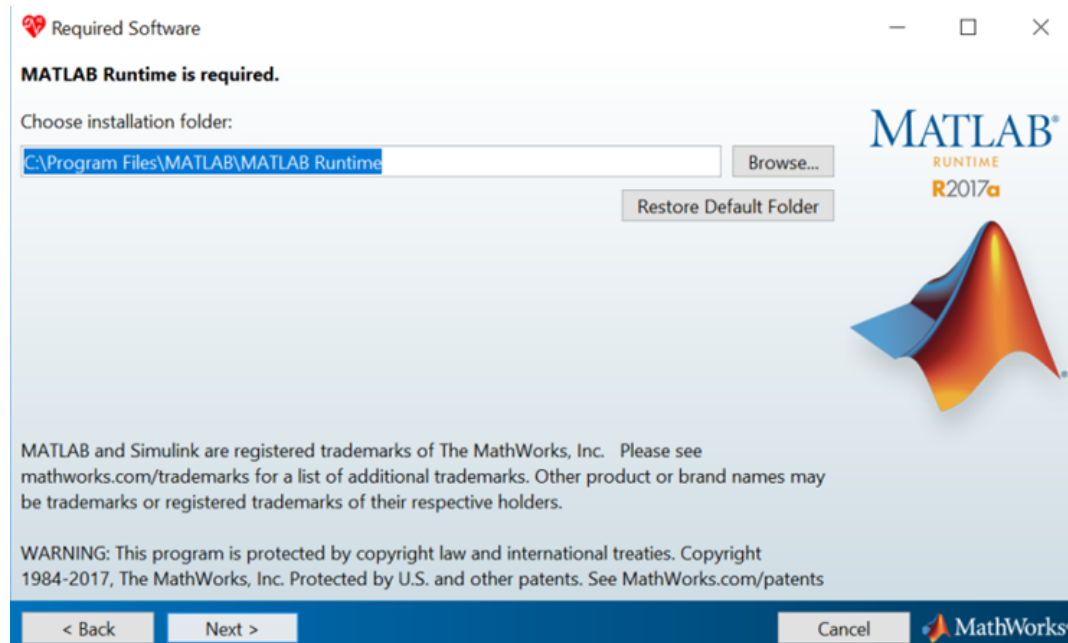 Required Software
MATLAB Runtime is required.
Choose installation folder:
C:\Program Files\MATLAB\MATLAB Runtime
Browse...
Restore Default Folder
MATLAB®
RUNTIME
R2017a
MATLAB and Simulink are registered trademarks of The MathWorks, Inc. Please see
mathworks.com/trademarks for a list of additional trademarks. Other product or brand names may
be trademarks or registered trademarks of their respective holders.
WARNING: This program is protected by copyright law and international treaties. Copyright
1984-2017, The MathWorks, Inc. Protected by U.S. and other patents. See MathWorks.com/patents
< Back
Next >
Cancel
MathWorks®